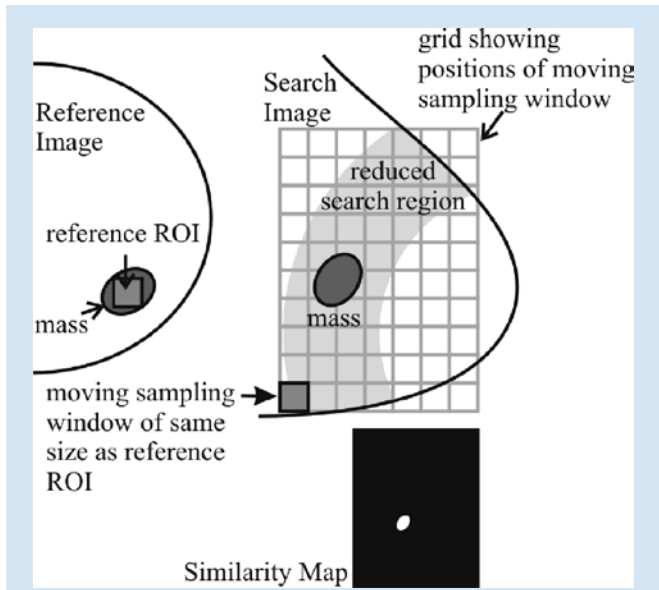 grid showing
positions of moving
sampling window
Search
Image
Reference
Image
reduced
search region
reference ROI
mass
mass
moving sampling
window of same
size as reference
ROI
Similarity Map